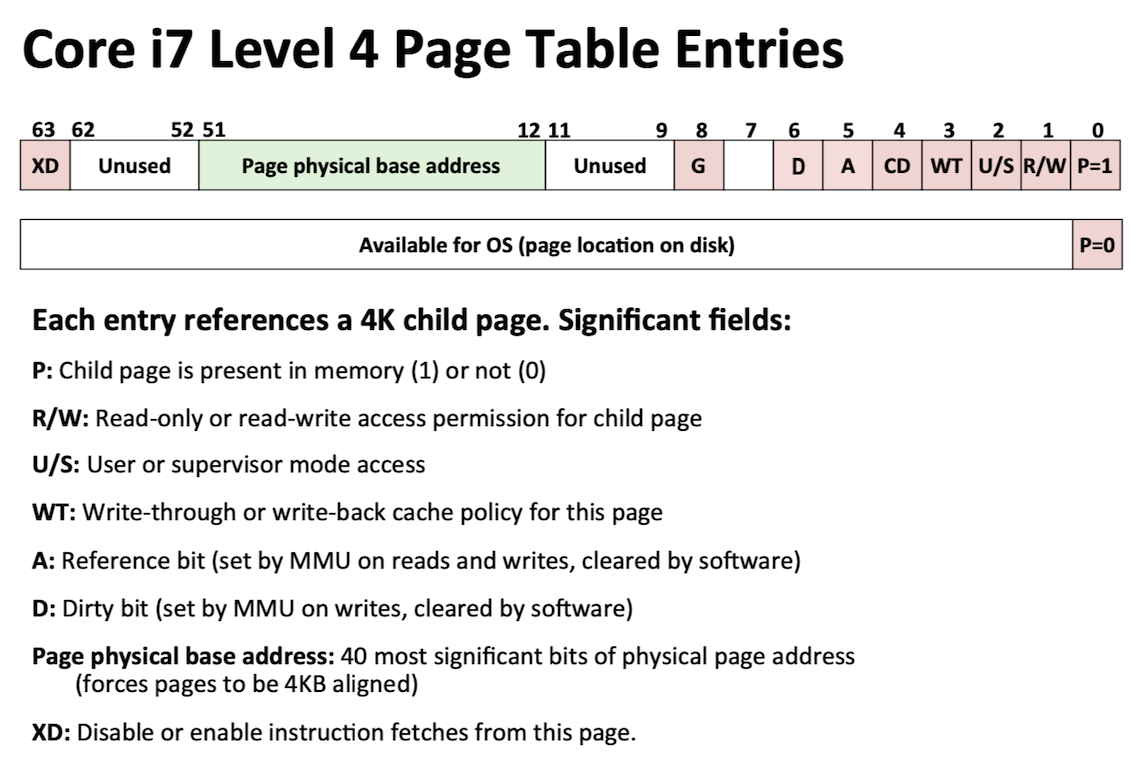 Core i7 Level 4 Page Table Entries
63 62 52 51 12 11 9 8 7 6 5 4 3 2 1 0
XD Unused Page physical base address Unused G D A CD WT U/S R/W P=1
Available for OS (page location on disk) P=0
Each entry references a 4K child page. Significant fields:
P: Child page is present in memory (1) or not (0)
R/W: Read-only or read-write access permission for child page
U/S: User or supervisor mode access
WT: Write-through or write-back cache policy for this page
A: Reference bit (set by MMU on reads and writes, cleared by software)
D: Dirty bit (set by MMU on writes, cleared by software)
Page physical base address: 40 most significant bits of physical page address
(forces pages to be 4KB aligned)
XD: Disable or enable instruction fetches from this page.